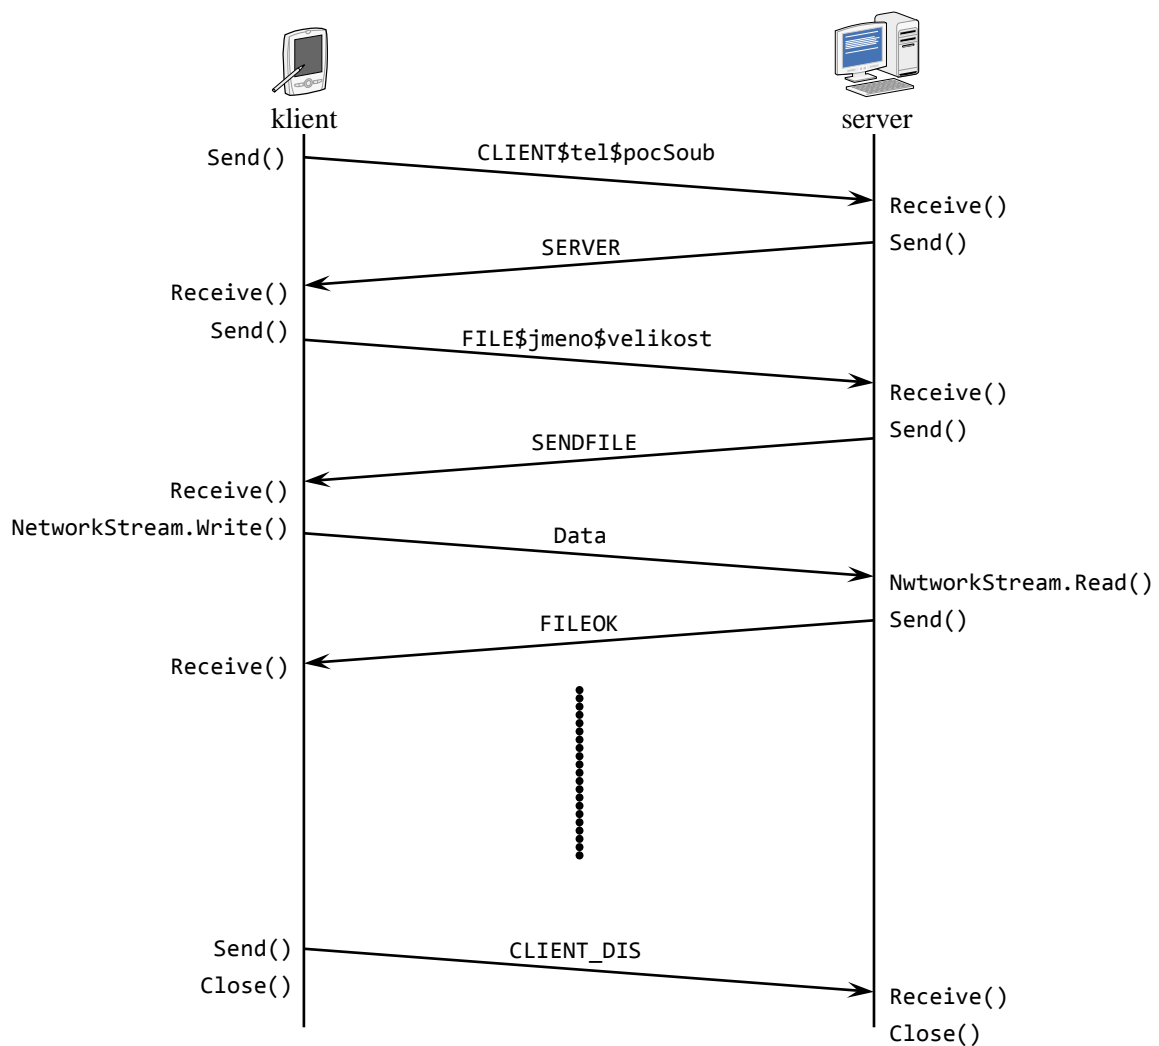 klient
server
Send()
CLIENT$tel$pocSoub
Receive()
SERVER
Send()
Receive()
Send()
FILE$jmeno$velikost
Receive()
SENDFILE
Send()
Receive()
NetworkStream.Write()
Data
NwtworkStream.Read()
FILEOK
Send()
Receive()
Send()
CLIENT_DIS
Close()
Receive()
Close()